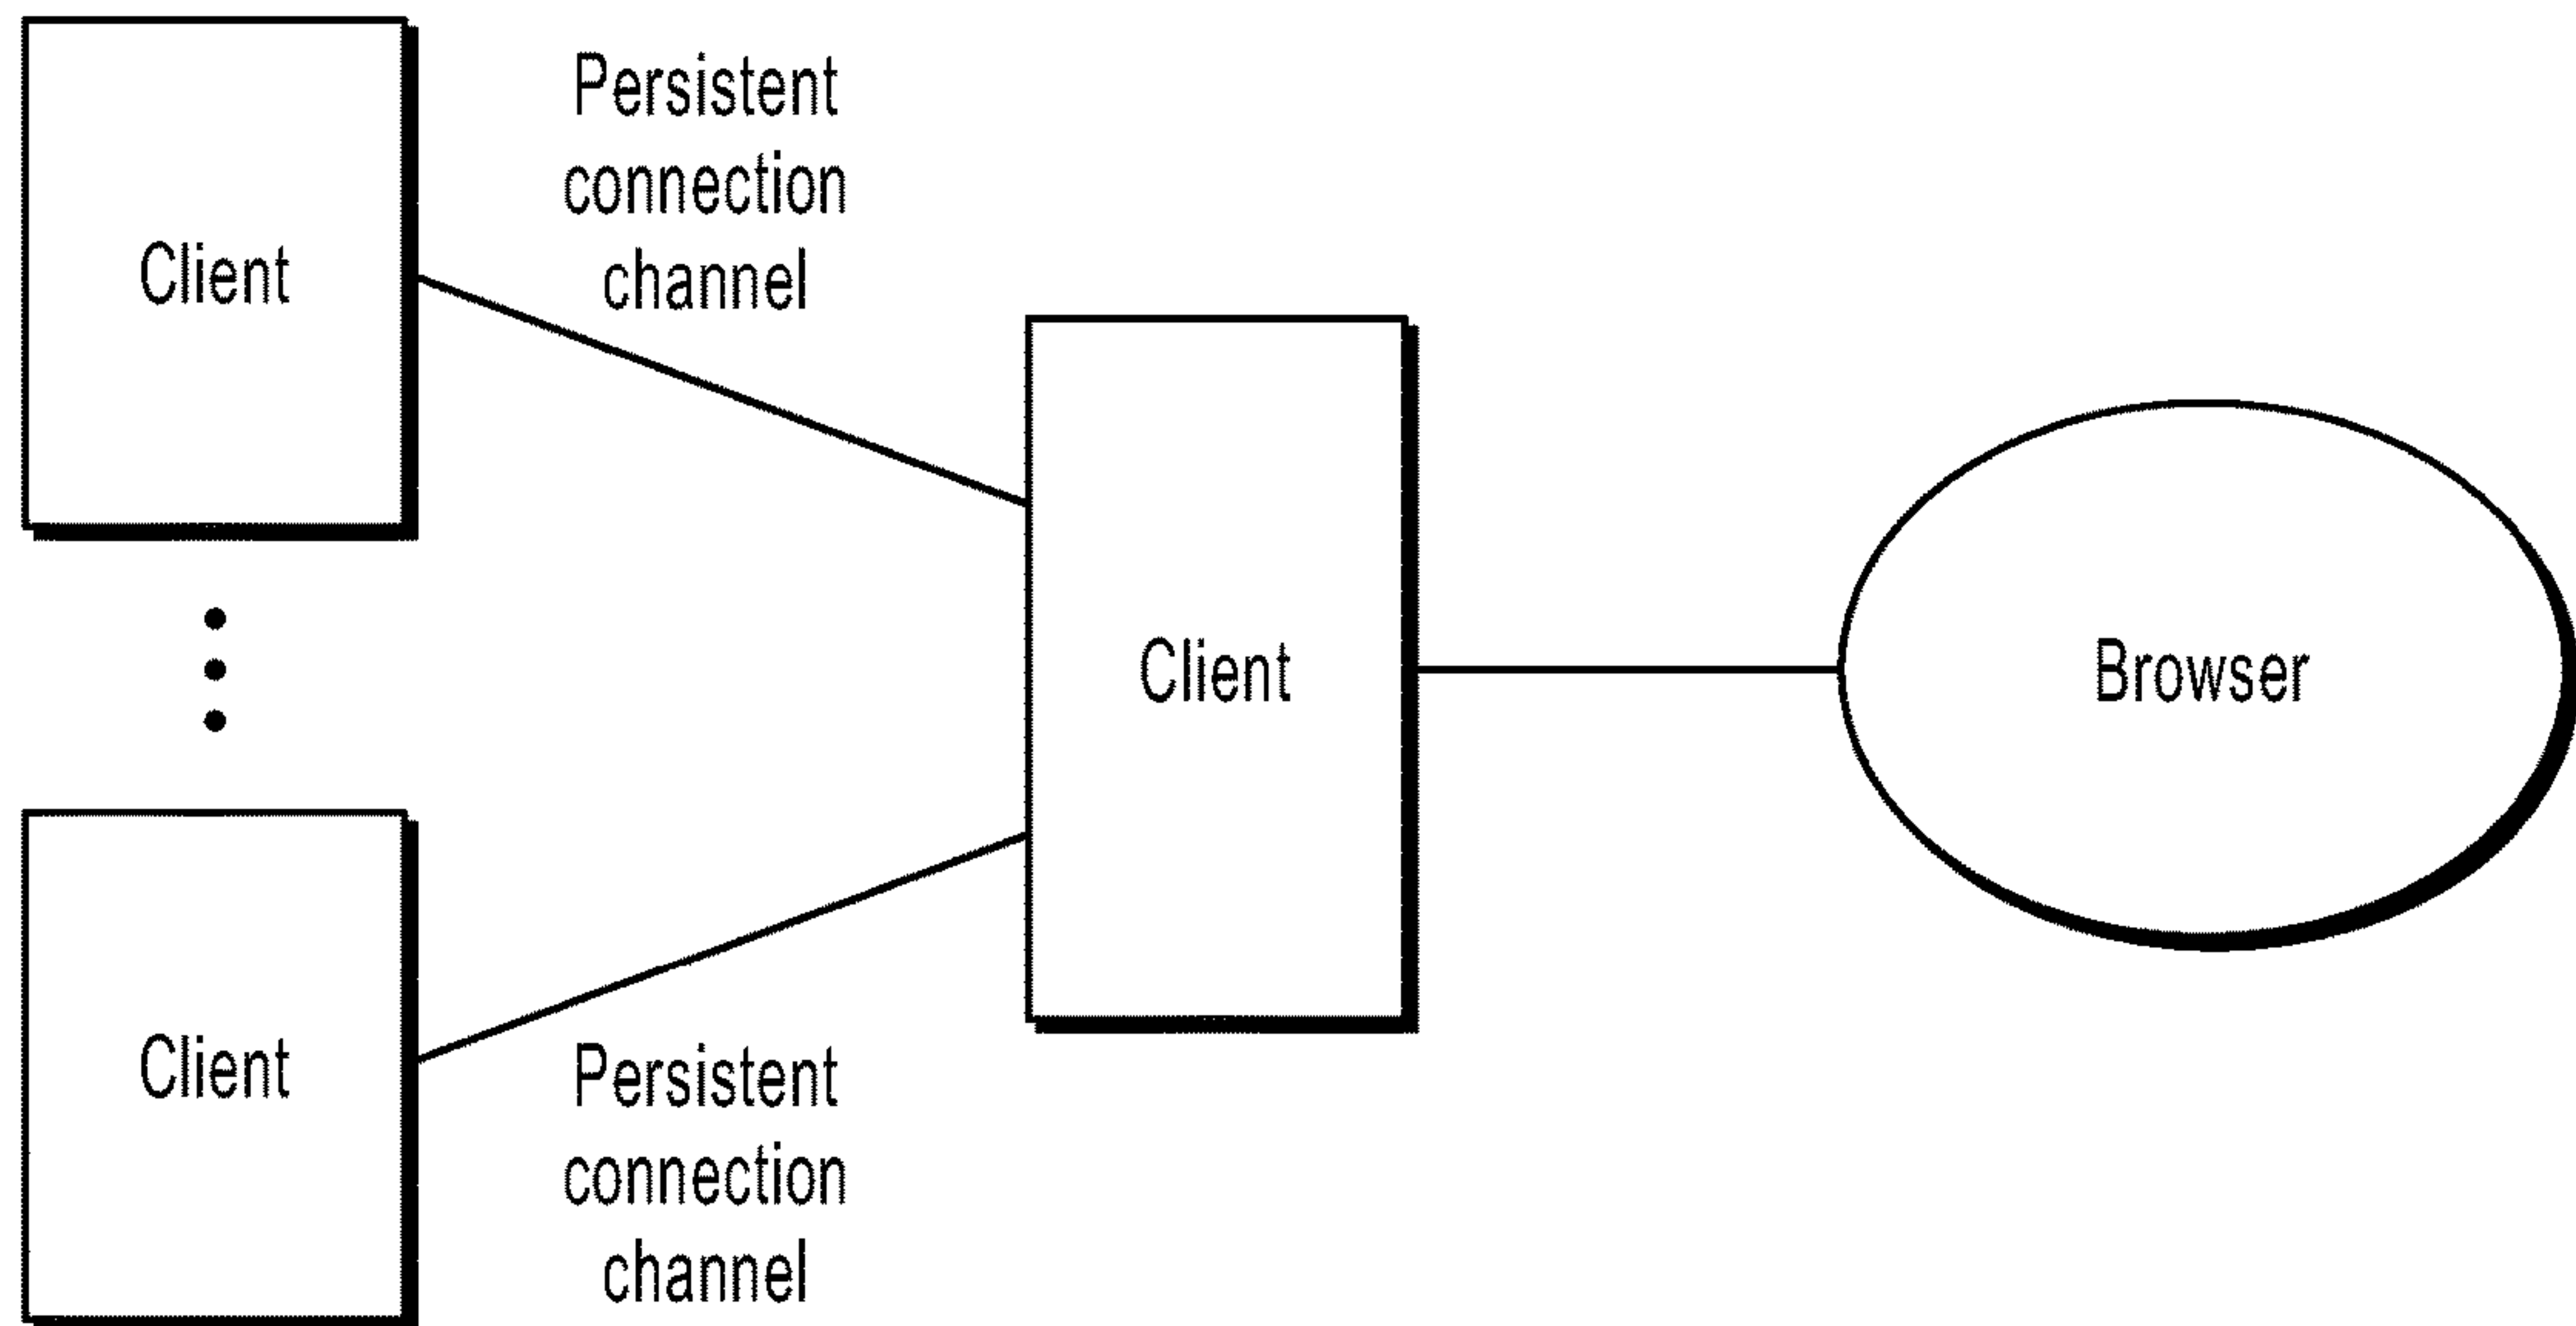 Client
Persistent
connection
channel
Client
Browser
Client
Persistent
connection
channel